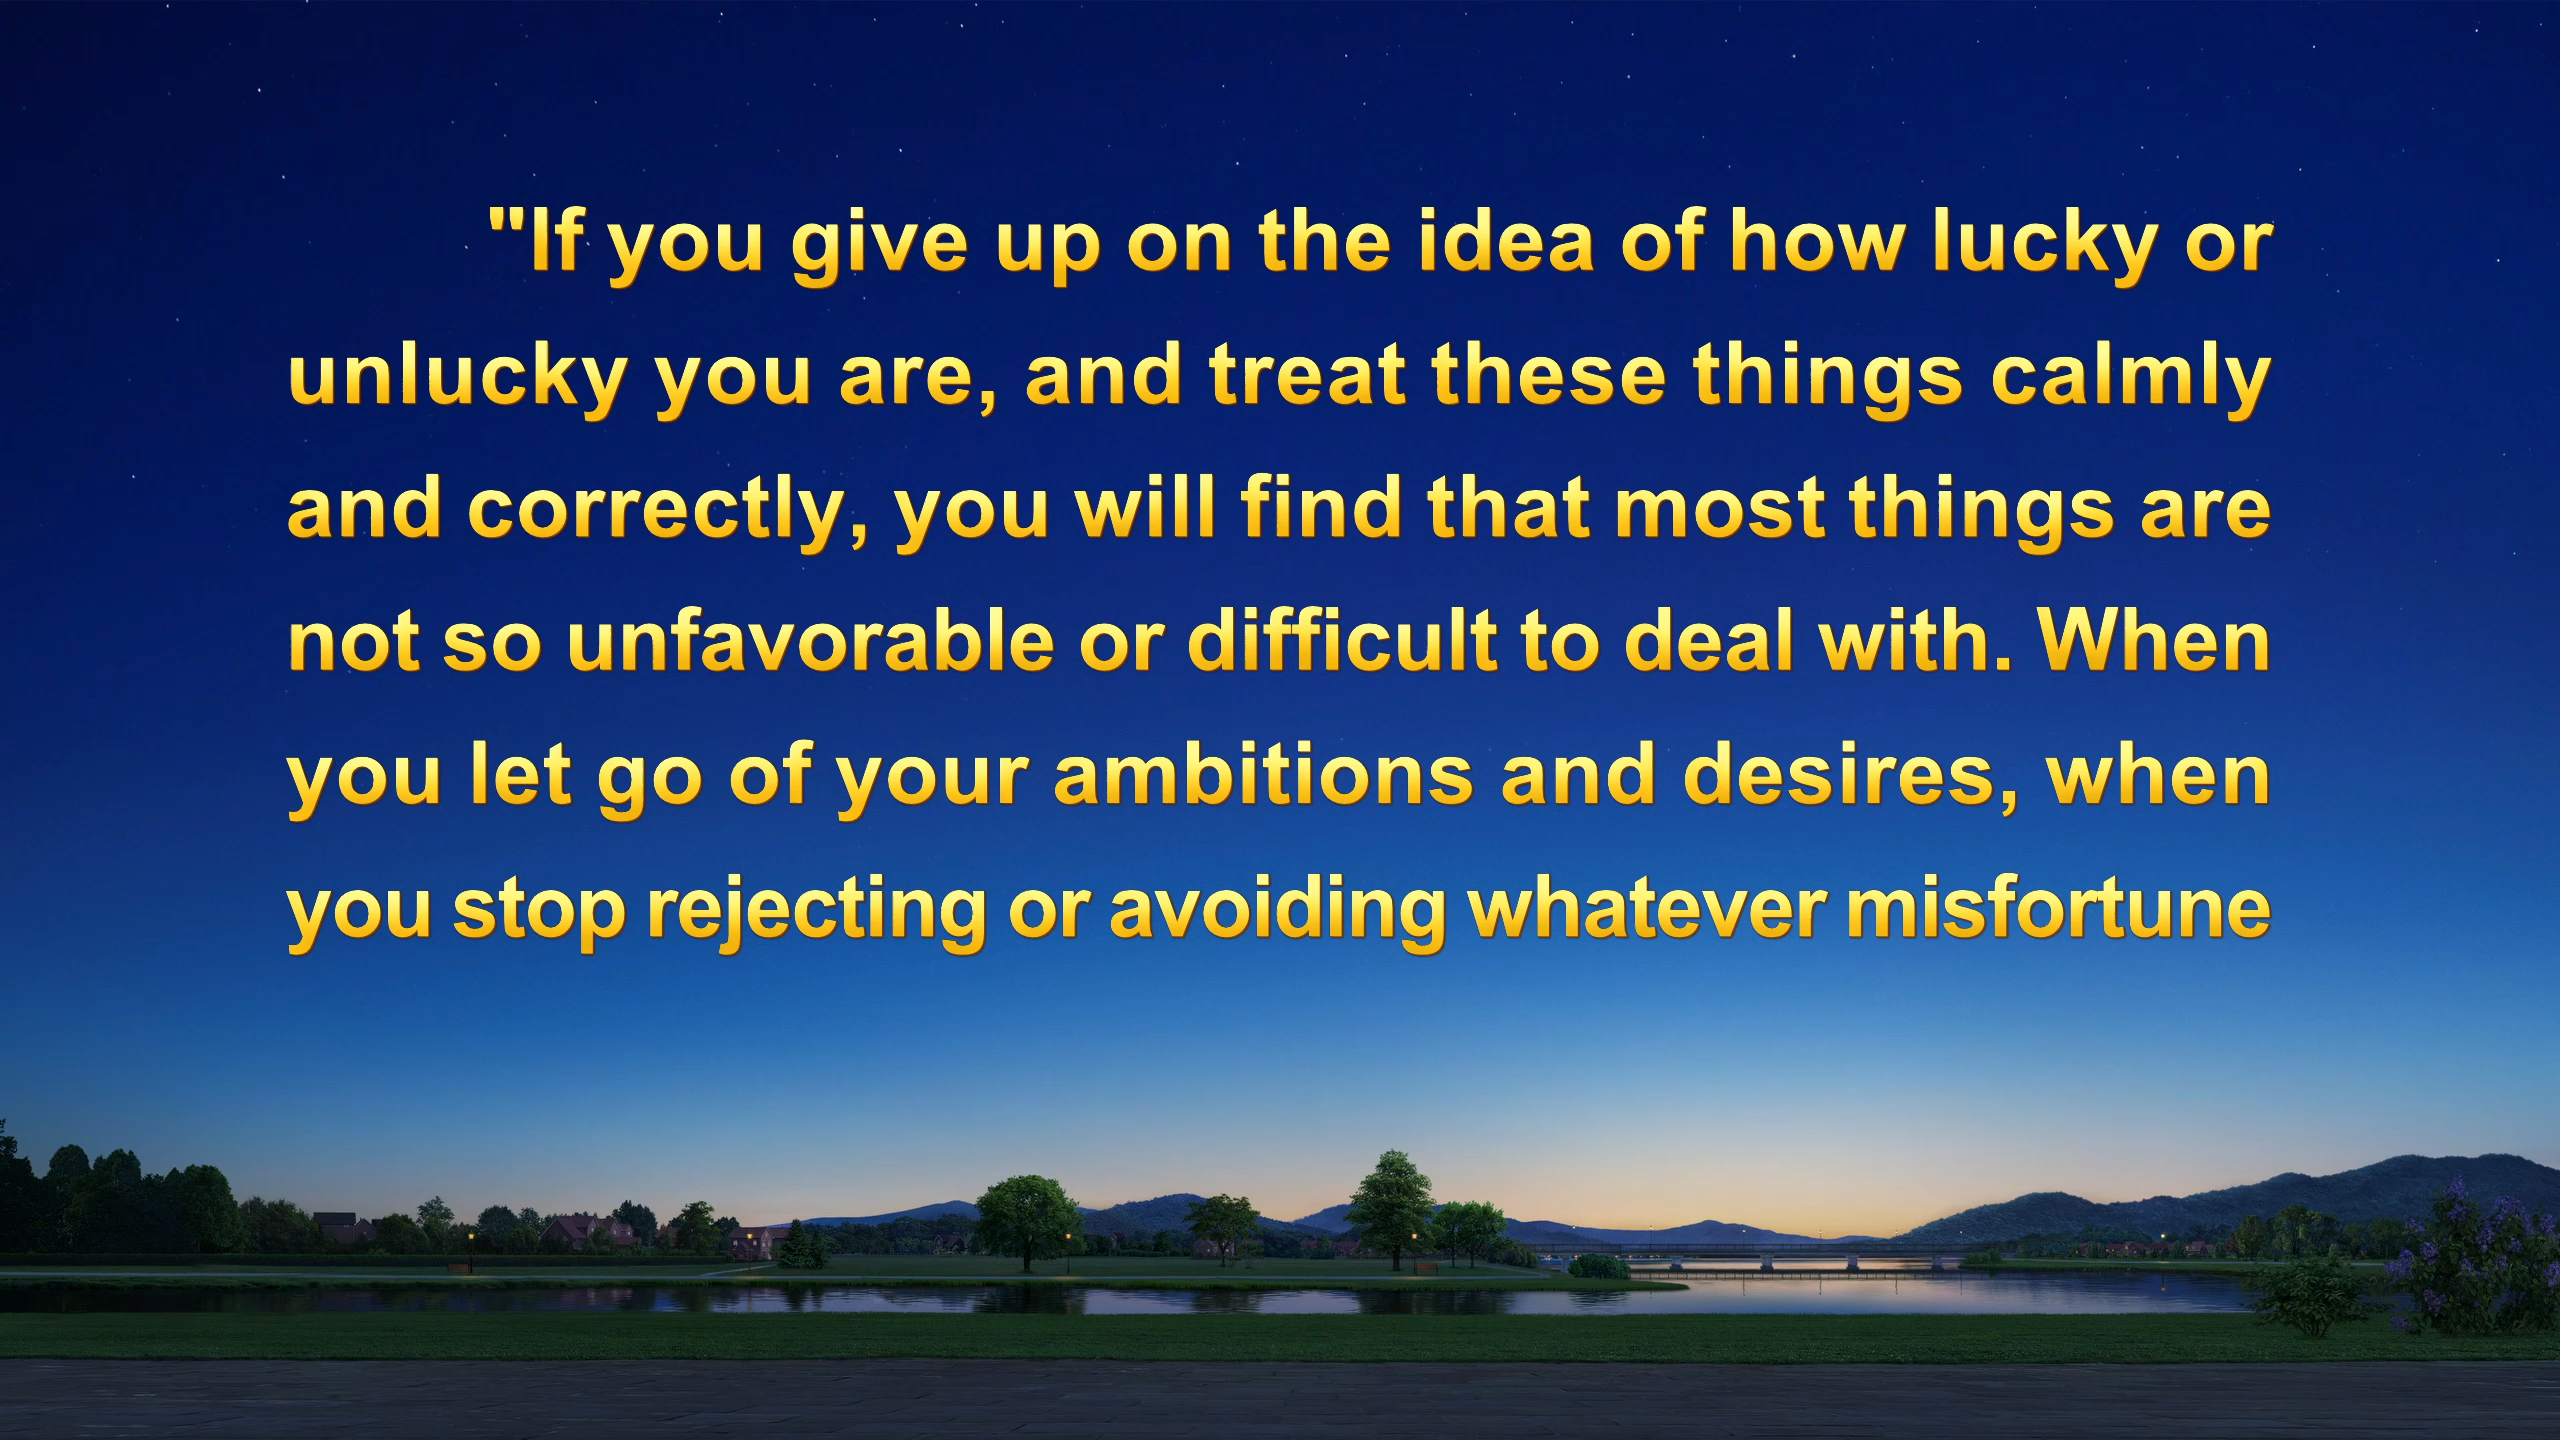 "If you give up on the idea of how lucky or
unlucky you are, and treat these things calmly
and correctly, you will find that most things are
not so unfavorable or difficult to deal with. When
you let go of your ambitions and desires, when
you stop rejecting or avoiding whatever misfortune